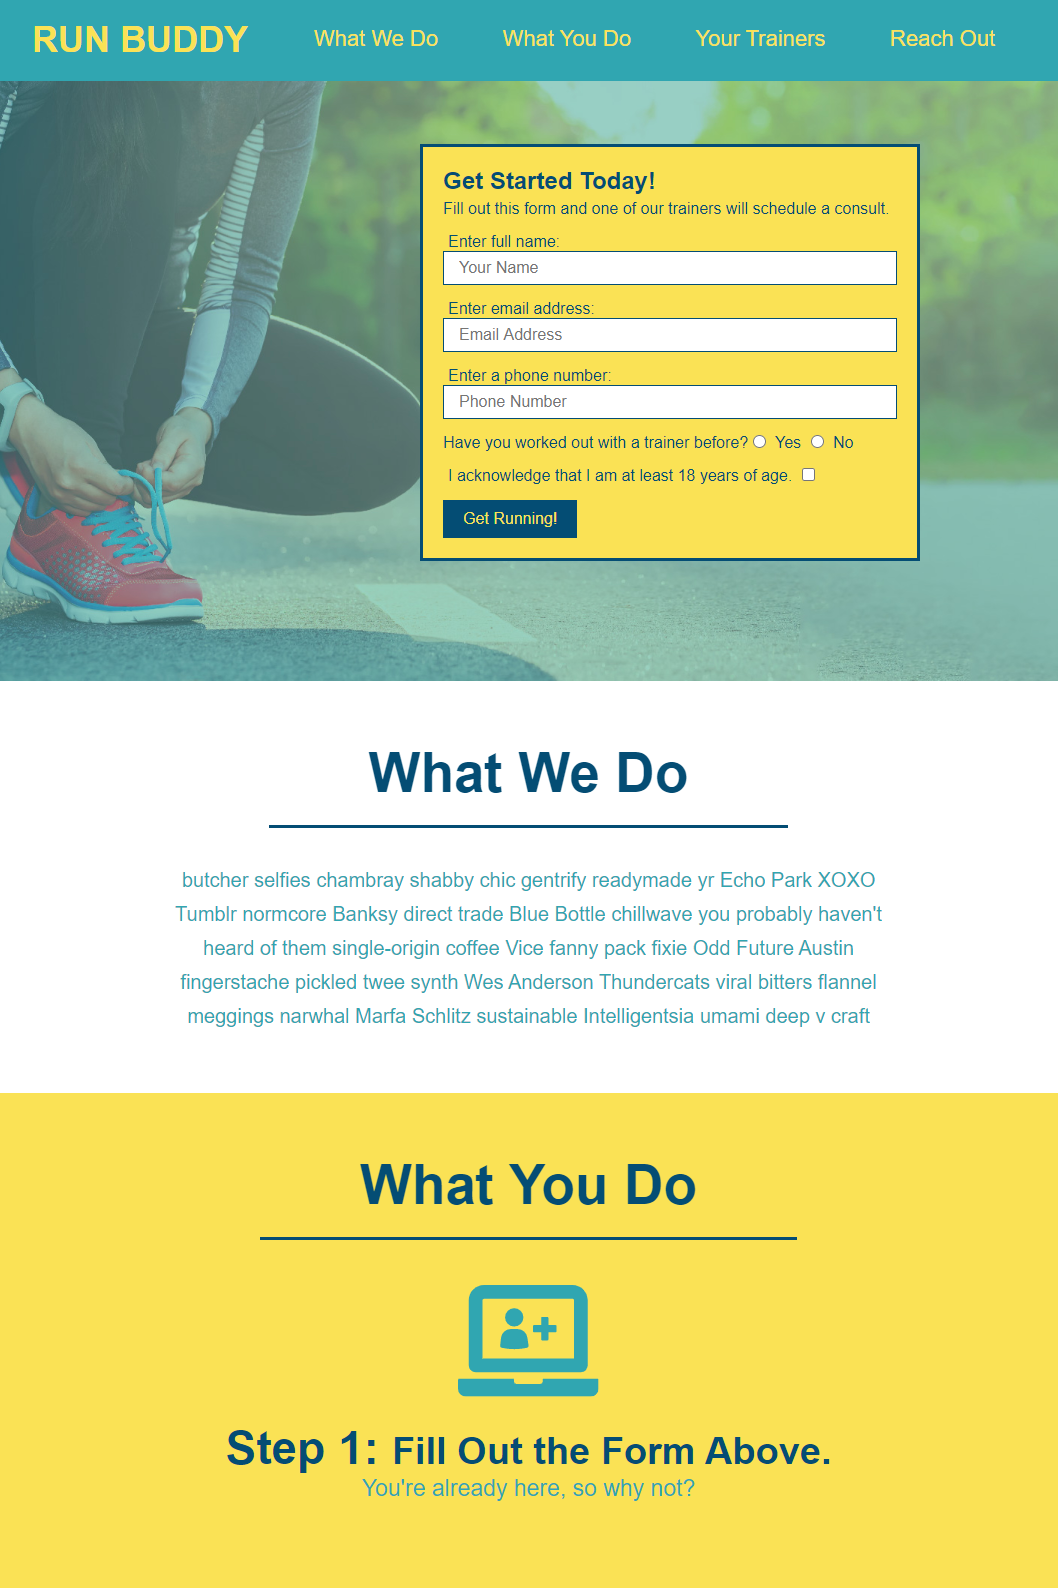 RUN BUDDY What We Do What You Do Your Trainers Reach Out
Get Started Today!
Fill out this form and one of our trainers will schedule a consult.
Enter full name:
Your Name
Enter email address:
Email Address
Enter a phone number:
Phone Number
Have you worked out with a trainer before? Yes No
I acknowledge that I am at least 18 years of age.
Get Running!
What We Do
butcher selfies chambray shabby chic gentrify readymade yr Echo Park XOXO
Tumblr normcore Banksy direct trade Blue Bottle chillwave you probably haven't
heard of them single-origin coffee Vice fanny pack fixie Odd Future Austin
fingerstache pickled twee synth Wes Anderson Thundercats viral bitters flannel
meggings narwhal Marfa Schlitz sustainable Intelligentsia umami deep v craft
What You Do
Step 1: Fill Out the Form Above.
You're already here, so why not?